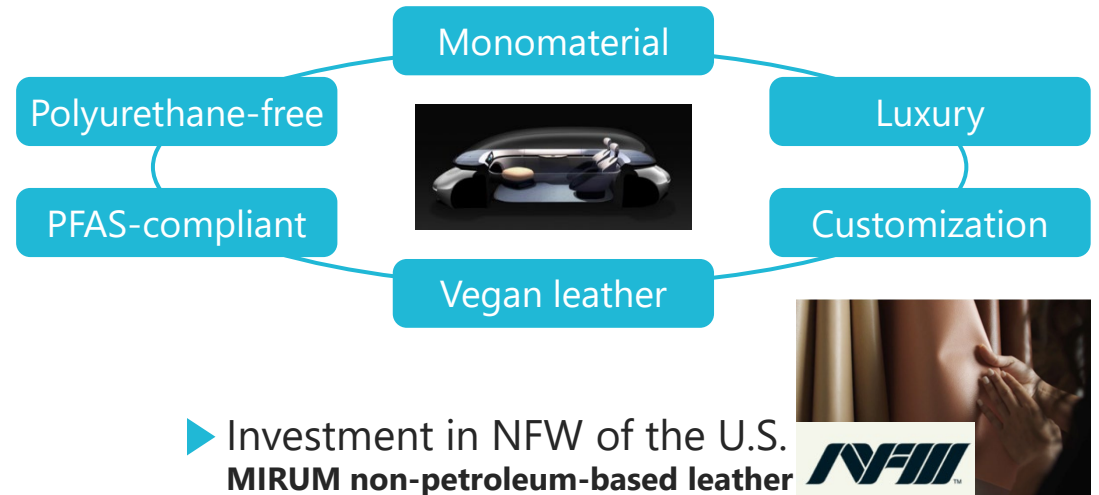 Monomaterial
Polyurethane-free
Luxury
PFAS-compliant
Customization
Vegan leather
Investment in NFW of the U.S.
MIRUM non-petroleum-based leather
NFW
TM